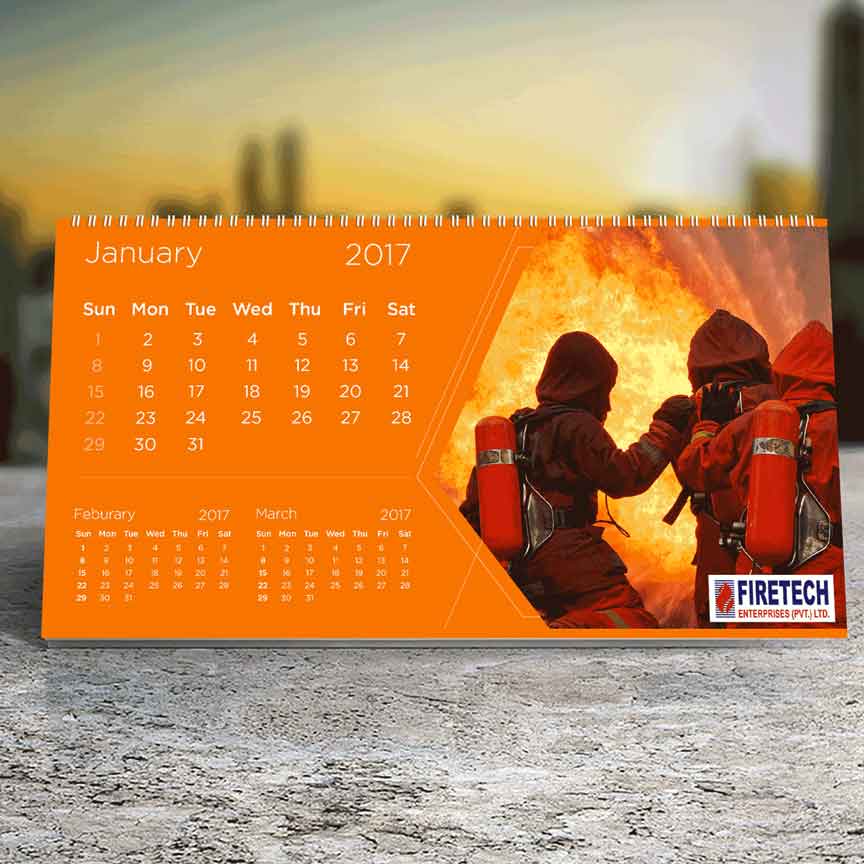 January 2017
Sun Mon Tue Wed Thu Fri Sat
1 2 3 4 5 6 7
8 9 10 11 12 13 14
15 16 17 18 19 20 21
22 23 24 25 26 27 28
29 30 31
Feburary 2017
Sun Mon Tue Wed Thu Fri Sat
1 2 3 4 5 6 7
8 9 10 11 12 13 14
15 16 17 18 19 20 21
22 23 24 25 26 27 28
29 30 31
March 2017
Sun Mon Tue Wed Thu Fri Sat
1 2 3 4 5 6 7
8 9 10 11 12 13 14
15 16 17 18 19 20 21
22 23 24 25 26 27 28
29 30 31
FIRETECH
ENTERPRISES (PVT.) LTD.